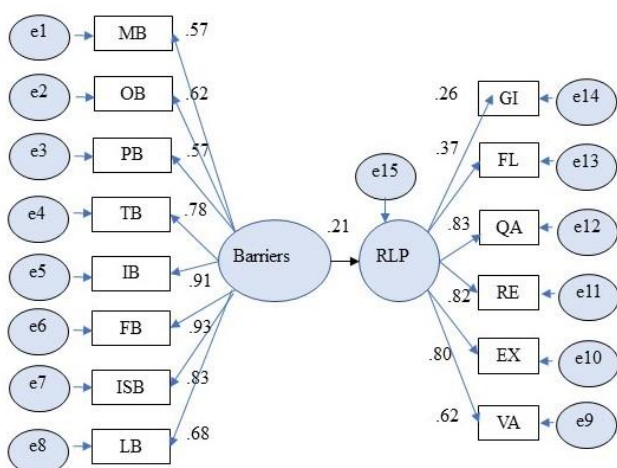 e1
MB
.57
e2
OB
.62
e3
PB
.57
e4
TB
.78
e5
IB
.91
e6
FB
.93
e7
ISB
.83
e8
LB
.68
Barriers
.21
e15
RLP
.26
GI
e14
.37
FL
e13
.83
QA
e12
.82
RE
e11
.80
EX
e10
.62
VA
e9